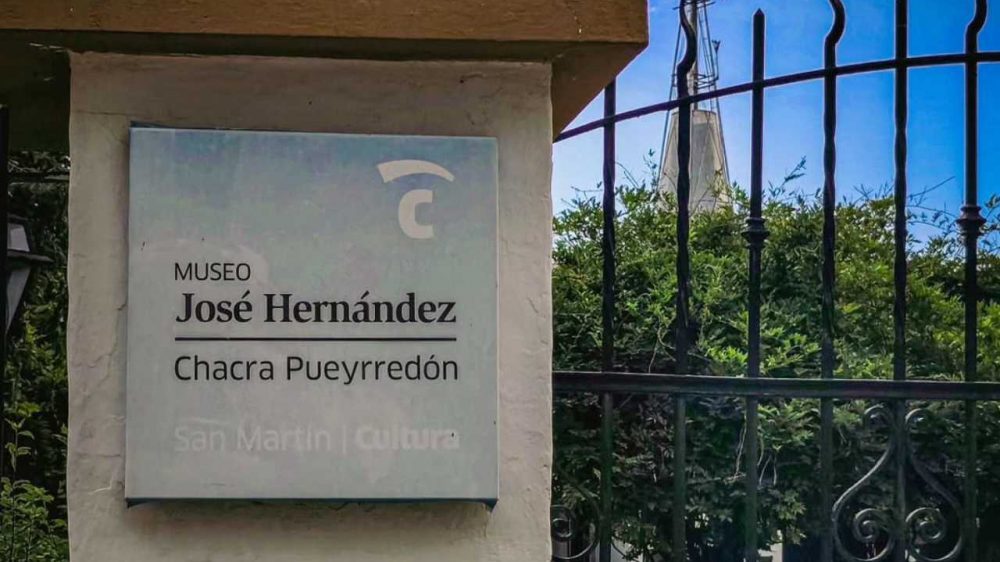 C
MUSEO
José Hernández
Chacra Pueyrredón
San Martín | Cultura